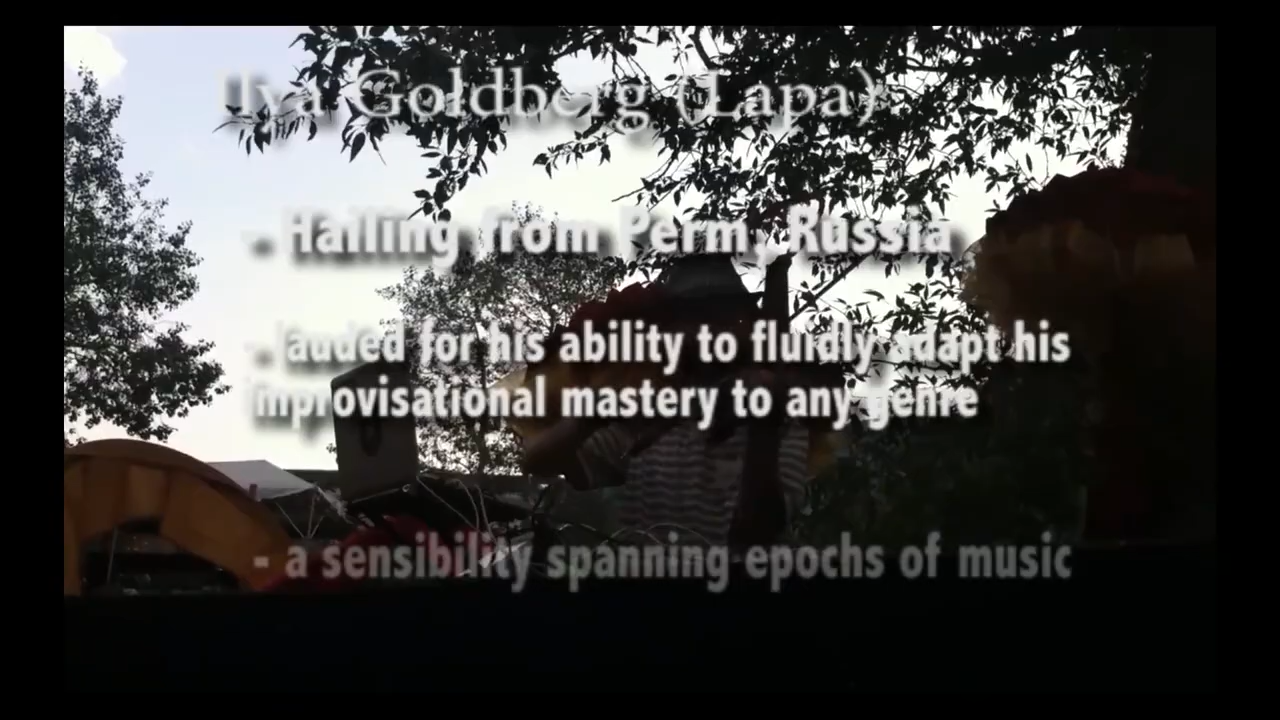 Ilya Goldberg (Lapa)
- Hailing from Perm, Russia
- lauded for his ability to fluidly adapt his
improvisational mastery to any genre
- a sensibility spanning epochs of music